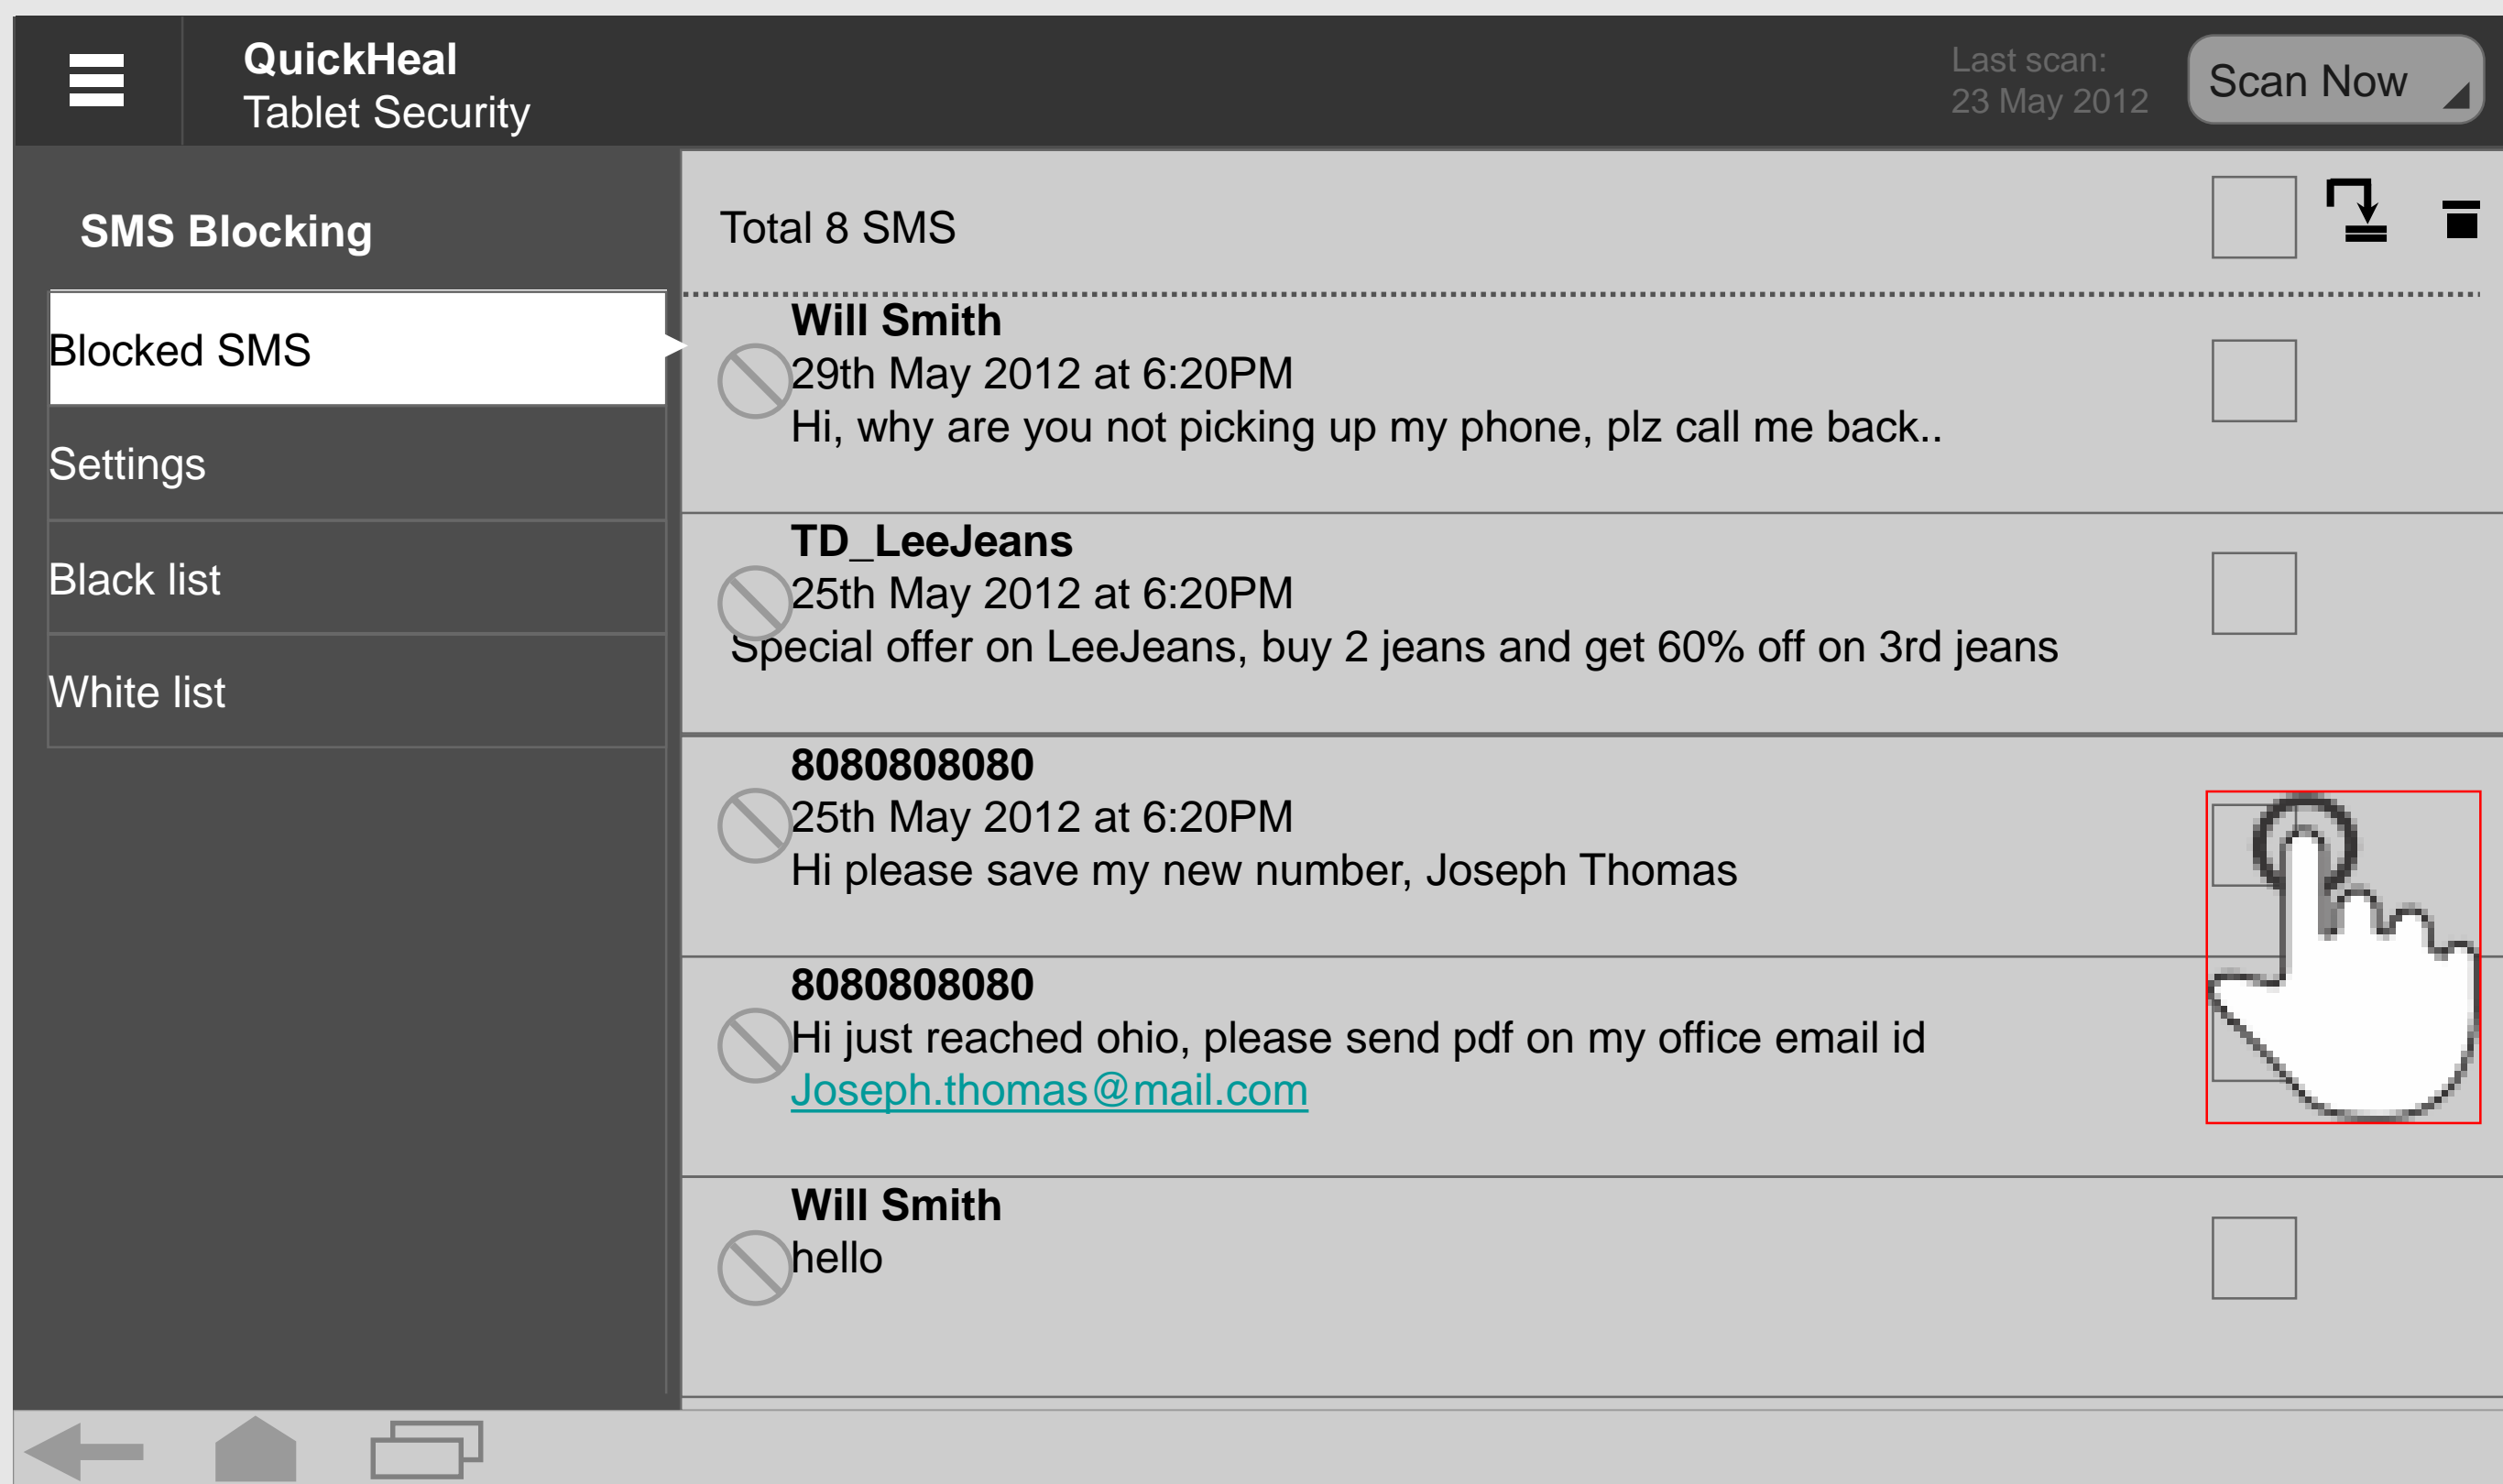 QuickHeal
Tablet Security
Last scan:
23 May 2012
Scan Now
SMS Blocking
Blocked SMS
Settings
Black list
White list
Total 8 SMS
Will Smith
29th May 2012 at 6:20PM
Hi, why are you not picking up my phone, plz call me back..
TD_LeeJeans
25th May 2012 at 6:20PM
Special offer on LeeJeans, buy 2 jeans and get 60% off on 3rd jeans
8080808080
25th May 2012 at 6:20PM
Hi please save my new number, Joseph Thomas
8080808080
Hi just reached ohio, please send pdf on my office email id
Joseph.thomas@mail.com
Will Smith
hello